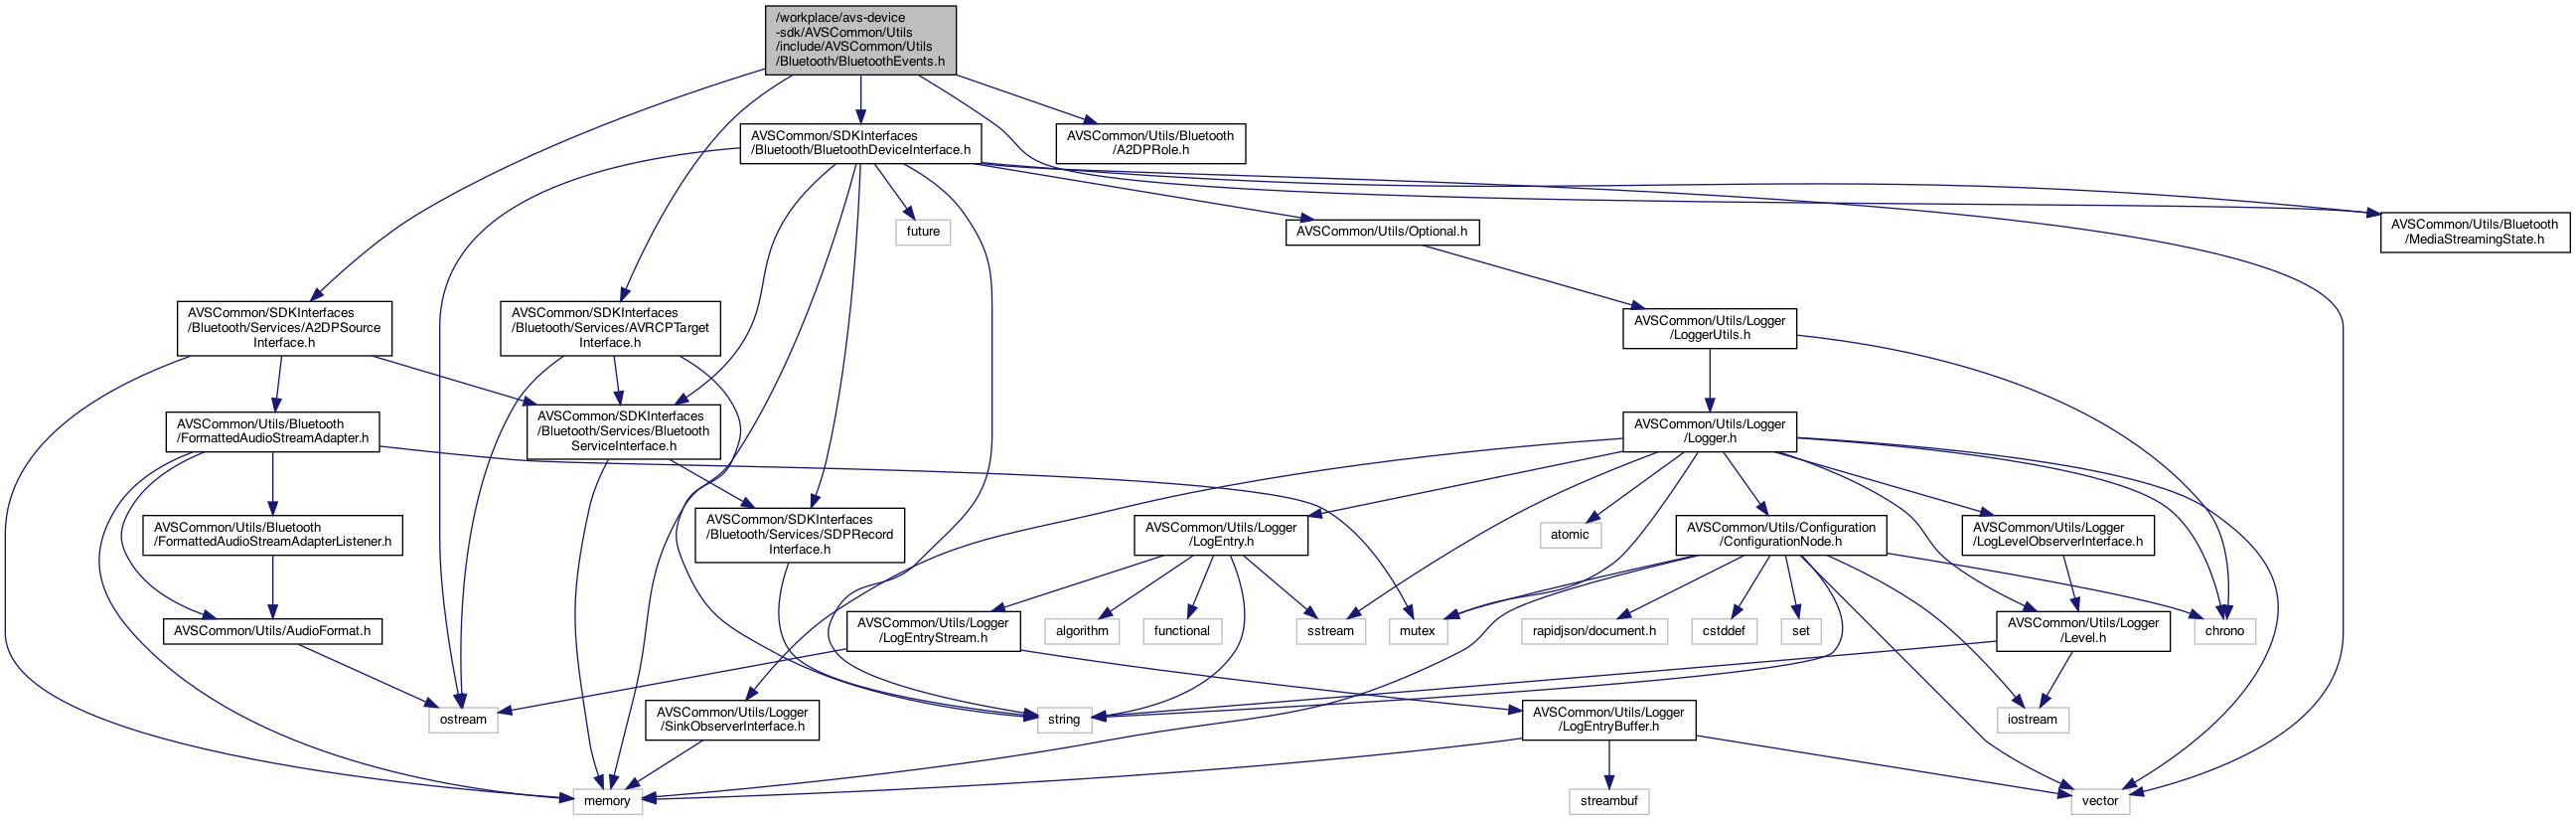 /workplace/avs-device
-sdk/AVSCommon/Utils
/include/AVSCommon/Utils
/Bluetooth/BluetoothEvents.h
AVSCommon/SDKInterfaces
/Bluetooth/BluetoothDeviceInterface.h
AVSCommon/Utils/Bluetooth
/A2DPRole.h
future
AVSCommon/Utils/Optional.h
AVSCommon/Utils/Bluetooth
/MediaStreamingState.h
AVSCommon/SDKInterfaces
/Bluetooth/Services/A2DPSource
Interface.h
AVSCommon/SDKInterfaces
/Bluetooth/Services/AVRCPTarget
Interface.h
AVSCommon/Utils/Logger
/LoggerUtils.h
AVSCommon/Utils/Bluetooth
/FormattedAudioStreamAdapter.h
AVSCommon/SDKInterfaces
/Bluetooth/Services/Bluetooth
ServiceInterface.h
AVSCommon/Utils/Logger
/Logger.h
AVSCommon/Utils/Bluetooth
/FormattedAudioStreamAdapterListener.h
AVSCommon/SDKInterfaces
/Bluetooth/Services/SDPRecord
Interface.h
AVSCommon/Utils/Logger
/LogEntry.h
atomic
AVSCommon/Utils/Configuration
/ConfigurationNode.h
AVSCommon/Utils/Logger
/LogLevelObserverInterface.h
AVSCommon/Utils/AudioFormat.h
AVSCommon/Utils/Logger
/LogEntryStream.h
algorithm
functional
sstream
mutex
rapidjson/document.h
cstddef
set
AVSCommon/Utils/Logger
/Level.h
chrono
ostream
AVSCommon/Utils/Logger
/SinkObserverInterface.h
string
AVSCommon/Utils/Logger
/LogEntryBuffer.h
iostream
memory
streambuf
vector